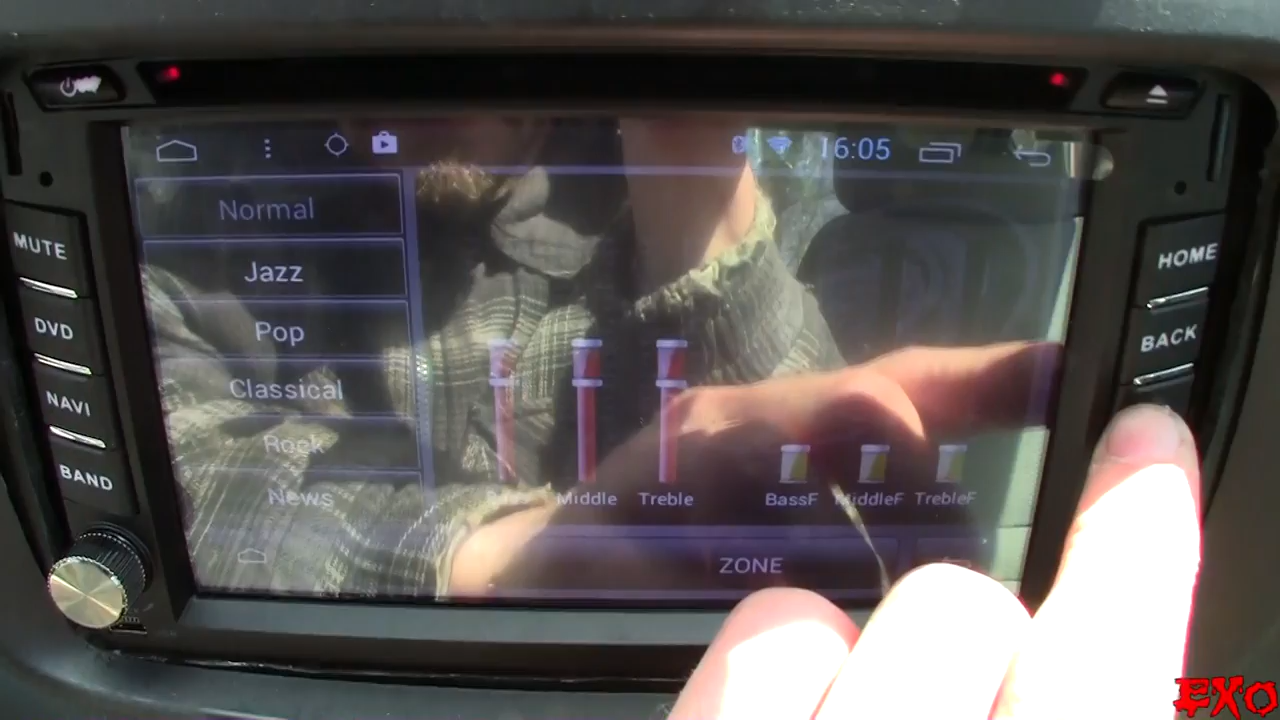 16:05
Normal
MUTE
HOME
Jazz
DVD
Pop
BACK
Classical
NAVI
Rock
BAND
News
Middle
Treble
BassF
MiddleF
TrebleF
ZONE
EXO